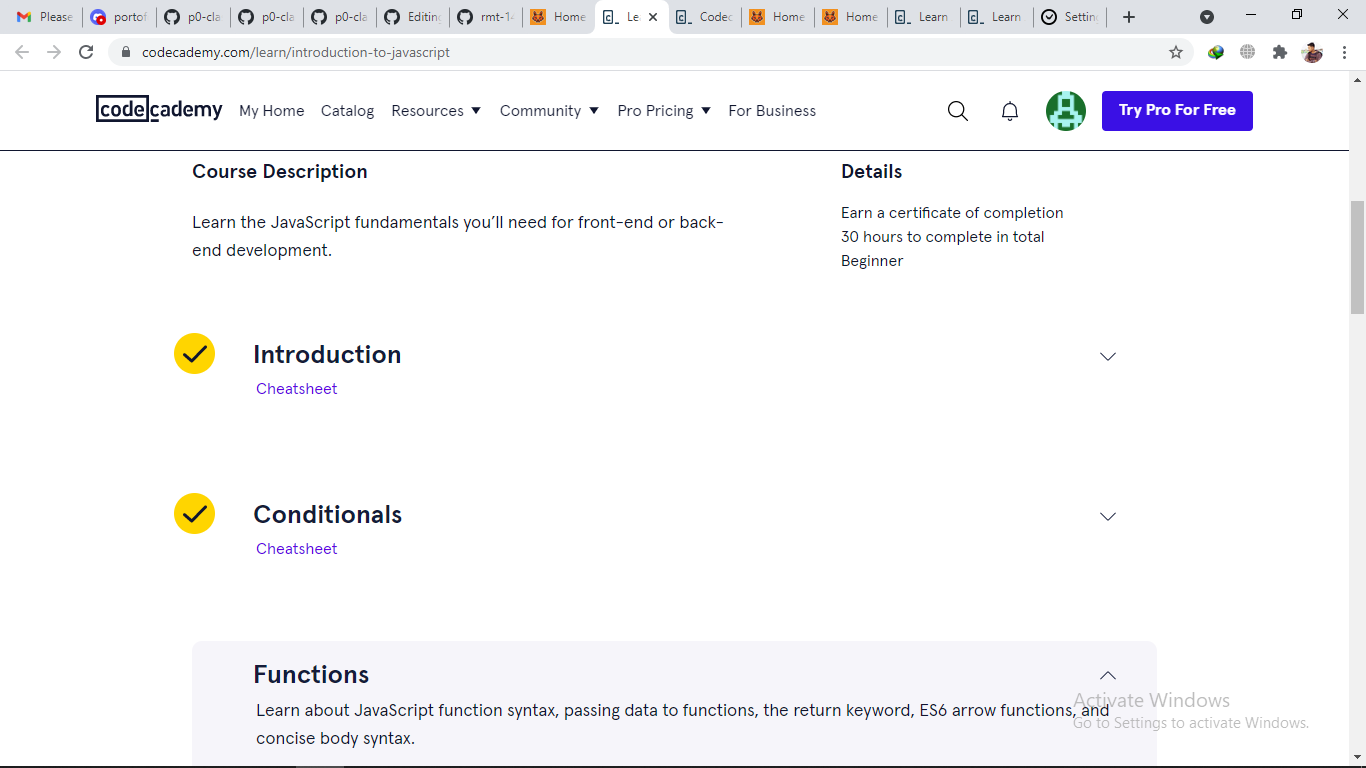 Please
portof
p0-cla
p0-cla
p0-cla
Editing
rmt-14
Home
Le
Codec
Home
Home
Learn
Learn
Settin
codecademy.com/learn/introduction-to-javascript
codecademy My Home Catalog Resources Community Pro Pricing For Business Try Pro For Free
Course Description
Learn the JavaScript fundamentals you’ll need for front-end or back-
end development.
Details
Earn a certificate of completion
30 hours to complete in total
Beginner
Introduction
Cheatsheet
Conditionals
Cheatsheet
Functions
Learn about JavaScript function syntax, passing data to functions, the return keyword, ES6 arrow functions, and
concise body syntax.
Activate Windows
Go to Settings to activate Windows.